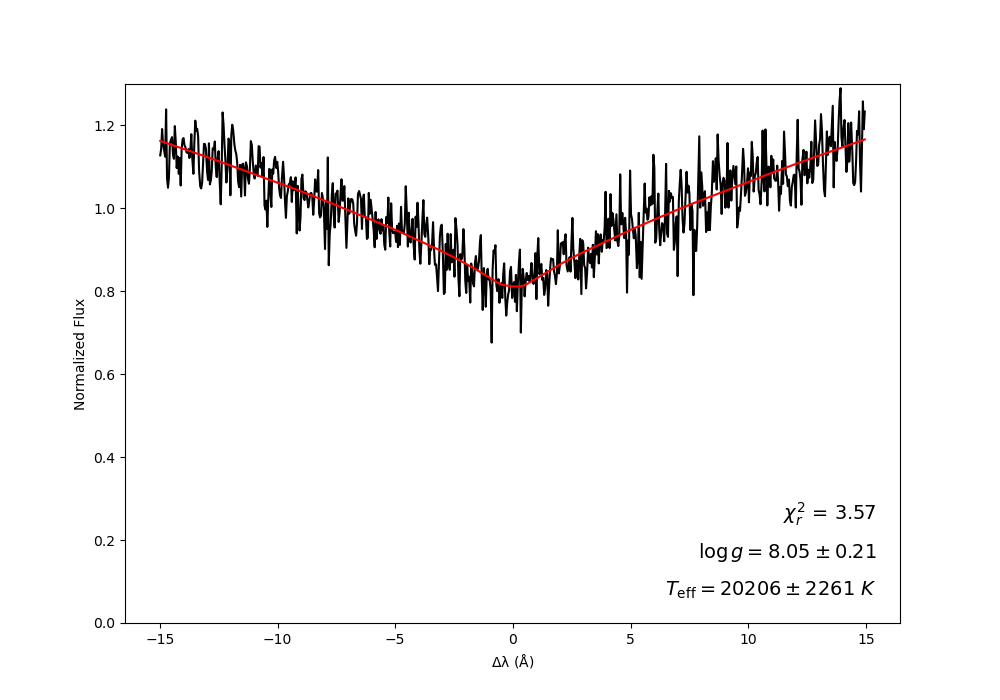 1.2
1.0
0.8
0.6
0.4
0.2
0.0
Normalized Flux
χ²ᵣ = 3.57
log g = 8.05 ± 0.21
T_eff = 20206 ± 2261 K
−15 −10 −5 0 5 10 15
Δλ (Å)